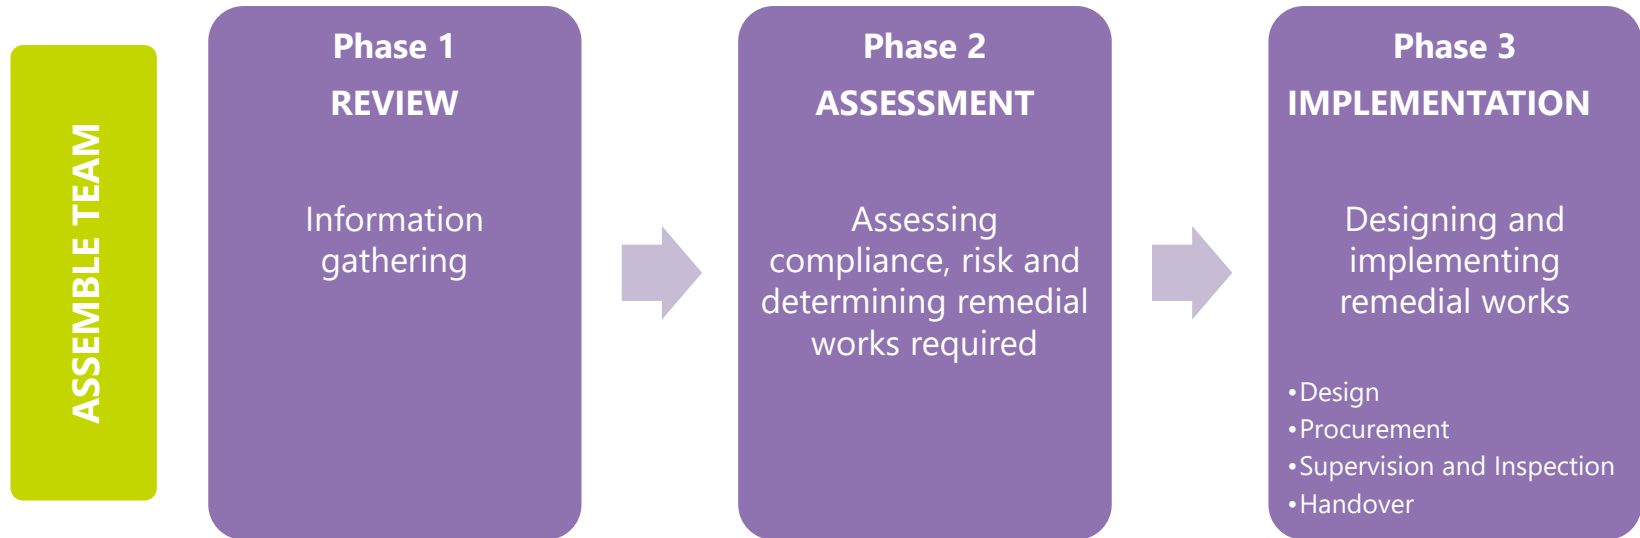 ASSEMBLE TEAM
Phase 1
REVIEW
Information
gathering
Phase 2
ASSESSMENT
Assessing
compliance, risk and
determining remedial
works required
Phase 3
IMPLEMENTATION
Designing and
implementing
remedial works
•Design
•Procurement
•Supervision and Inspection
•Handover